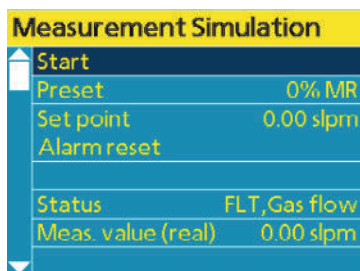 Measurement Simulation
Start
Preset 0% MR
Set point 0.00 slpm
Alarm reset
Status FLT,Gas flow
Meas. value (real) 0.00 slpm